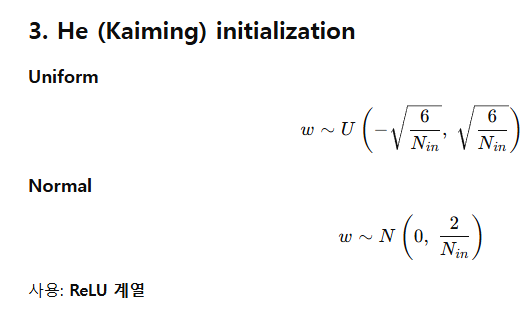 3. He (Kaiming) initialization
Uniform
w ∼ U(−√(6/N_in), √(6/N_in))
Normal
w ∼ N(0, 2/N_in)
사용: ReLU 계열